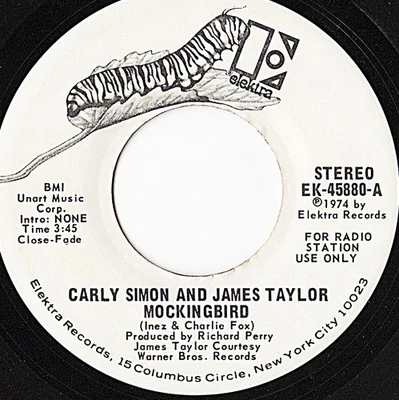 elektra
BMI
Unart Music
Corp.
Intro: NONE
Time 3:45
Close-Fade
STEREO
EK-45880-A
Ⓟ1974 by
Elektra Records
FOR RADIO
STATION
USE ONLY
CARLY SIMON AND JAMES TAYLOR
MOCKINGBIRD
(Inez & Charlie Fox)
Produced by Richard Perry
James Taylor Courtesy
Warner Bros. Records
Elektra Records, 15 Columbus Circle, New York City 10023